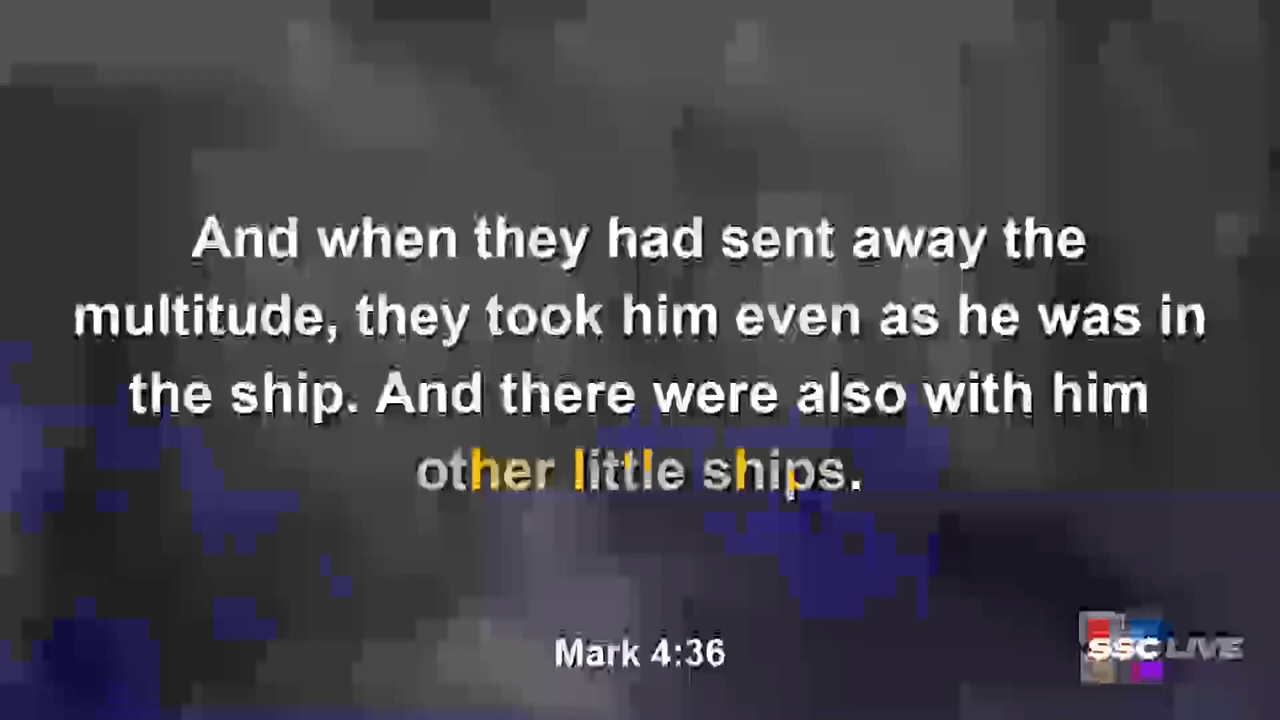 And when they had sent away the
multitude, they took him even as he was in
the ship. And there were also with him
other little ships.
Mark 4:36
SSC LIVE